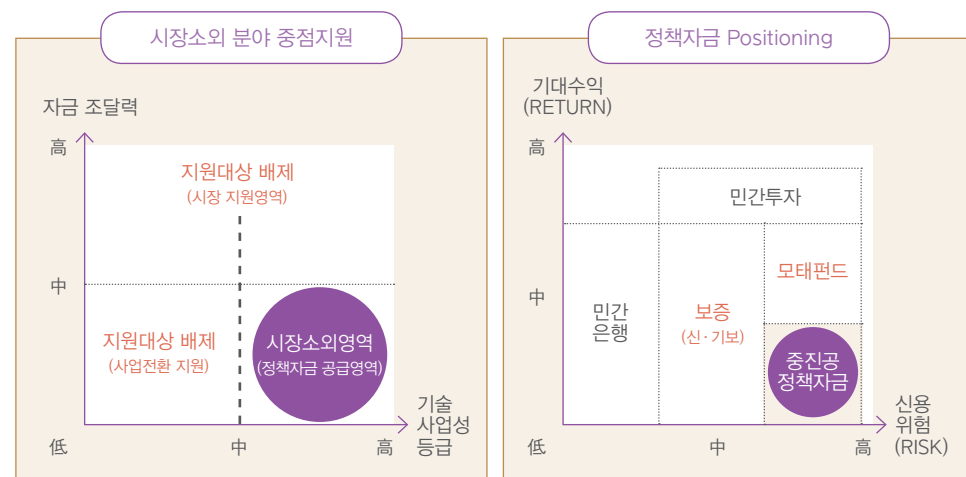 시장소외 분야 중점지원
자금 조달력
高
지원대상 배제
(시장 지원영역)
中
지원대상 배제
(사업전환 지원)
시장소외영역
(정책자금 공급영역)
기술
사업성
등급
低
中
高
정책자금 Positioning
기대수익
(RETURN)
高
민간투자
모태펀드
中
민간
은행
보증
(신·기보)
중진공
정책자금
신용
위험
(RISK)
低
中
高